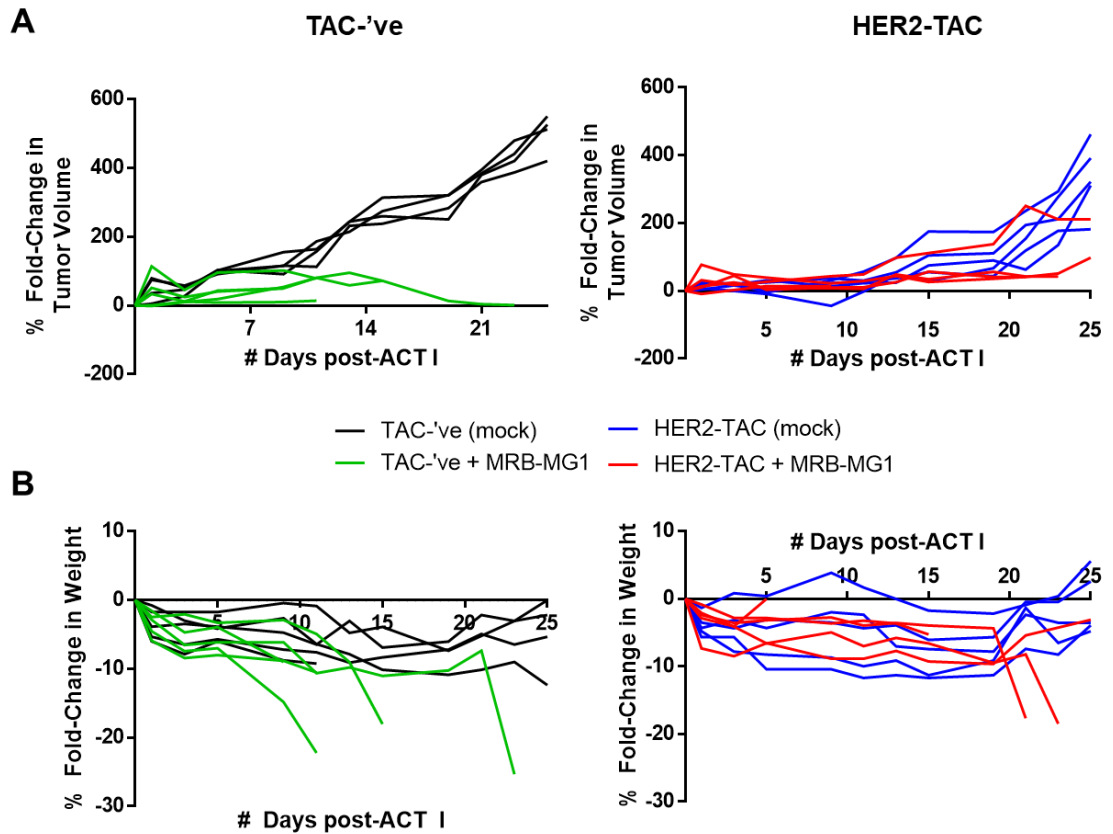 A
TAC-'ve
HER2-TAC
% Fold-Change in
Tumor Volume
600
400
200
0
-200
7
14
21
# Days post-ACT I
% Fold-Change in
Tumor Volume
600
400
200
0
-200
5
10
15
20
25
# Days post-ACT I
TAC-'ve (mock)
HER2-TAC (mock)
TAC-'ve + MRB-MG1
HER2-TAC + MRB-MG1
B
% Fold-Change in Weight
10
0
-10
-20
-30
5
10
15
20
25
# Days post-ACT I
% Fold-Change in Weight
10
0
-10
-20
-30
# Days post-ACT I
5
10
15
20
25